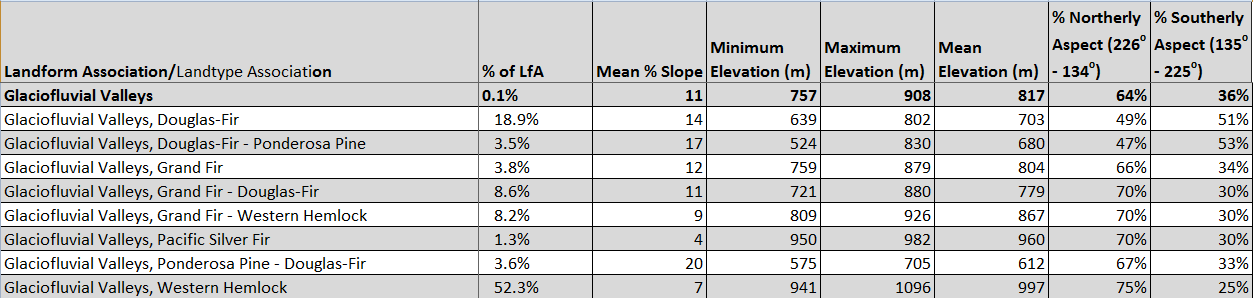 Landform Association/Landtype Association | % of LfA | Mean % Slope | Minimum Elevation (m) | Maximum Elevation (m) | Mean Elevation (m) | % Northerly Aspect (226° - 134°) | % Southerly Aspect (135° - 225°)
Glaciofluvial Valleys | 0.1% | 11 | 757 | 908 | 817 | 64% | 36%
Glaciofluvial Valleys, Douglas-Fir | 18.9% | 14 | 639 | 802 | 703 | 49% | 51%
Glaciofluvial Valleys, Douglas-Fir - Ponderosa Pine | 3.5% | 17 | 524 | 830 | 680 | 47% | 53%
Glaciofluvial Valleys, Grand Fir | 3.8% | 12 | 759 | 879 | 804 | 66% | 34%
Glaciofluvial Valleys, Grand Fir - Douglas-Fir | 8.6% | 11 | 721 | 880 | 779 | 70% | 30%
Glaciofluvial Valleys, Grand Fir - Western Hemlock | 8.2% | 9 | 809 | 926 | 867 | 70% | 30%
Glaciofluvial Valleys, Pacific Silver Fir | 1.3% | 4 | 950 | 982 | 960 | 70% | 30%
Glaciofluvial Valleys, Ponderosa Pine - Douglas-Fir | 3.6% | 20 | 575 | 705 | 612 | 67% | 33%
Glaciofluvial Valleys, Western Hemlock | 52.3% | 7 | 941 | 1096 | 997 | 75% | 25%